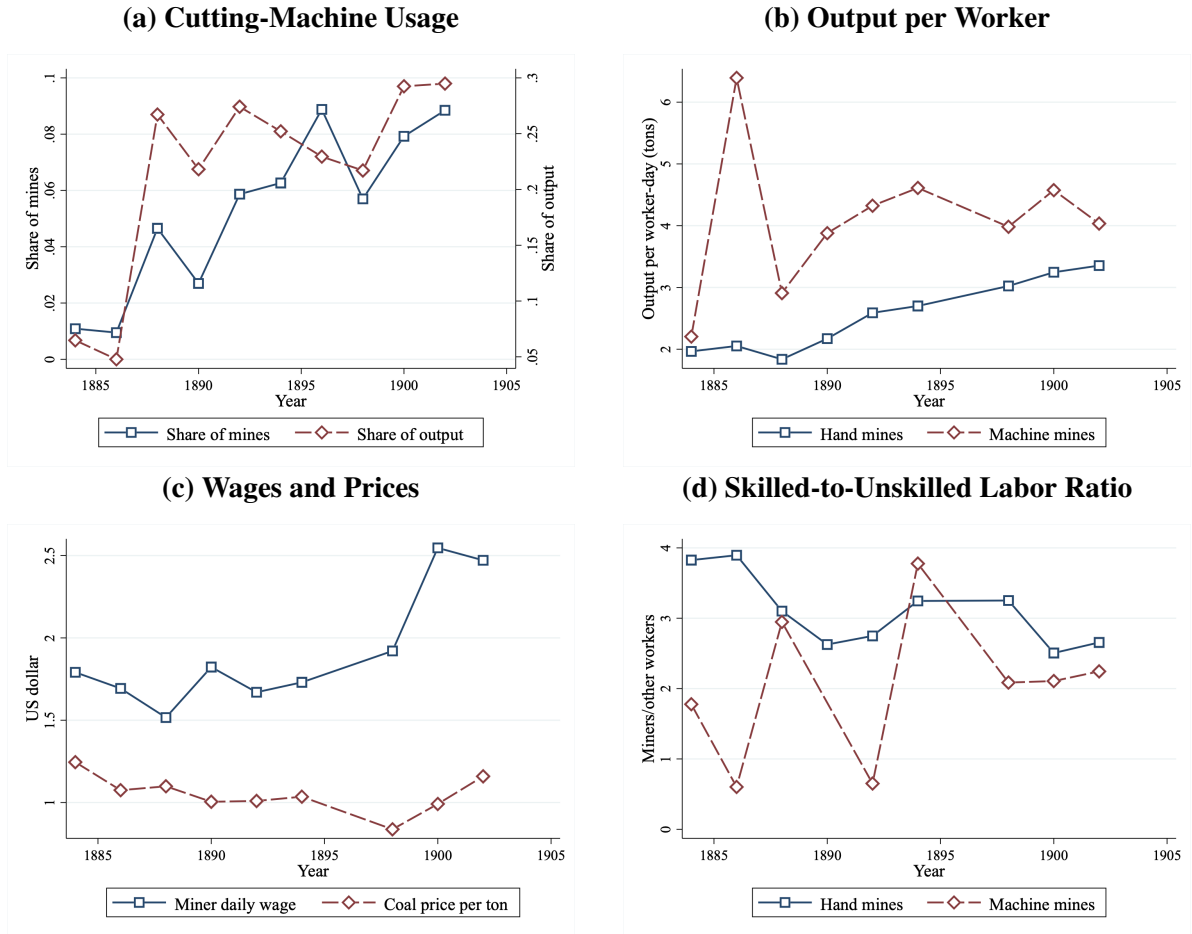 (a) Cutting-Machine Usage
Share of mines
.1
.08
.06
.04
.02
0
.3
.25
.2
.15
.1
.05
Share of output
1885 1890 1895 1900 1905
Year
Share of mines Share of output
(b) Output per Worker
Output per worker-day (tons)
6
5
4
3
2
1885 1890 1895 1900 1905
Year
Hand mines Machine mines
(c) Wages and Prices
US dollar
2.5
2
1.5
1
1885 1890 1895 1900 1905
Year
Miner daily wage Coal price per ton
(d) Skilled-to-Unskilled Labor Ratio
Miners/other workers
4
3
2
1
0
1885 1890 1895 1900 1905
Year
Hand mines Machine mines